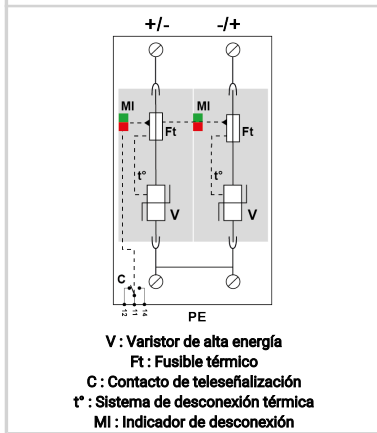 +/- -/+
MI MI
Ft Ft
t° t°
V V
C
12 11 14
PE
V : Varistor de alta energía
Ft : Fusible térmico
C : Contacto de teleseñalización
t° : Sistema de desconexión térmica
MI : Indicador de desconexión